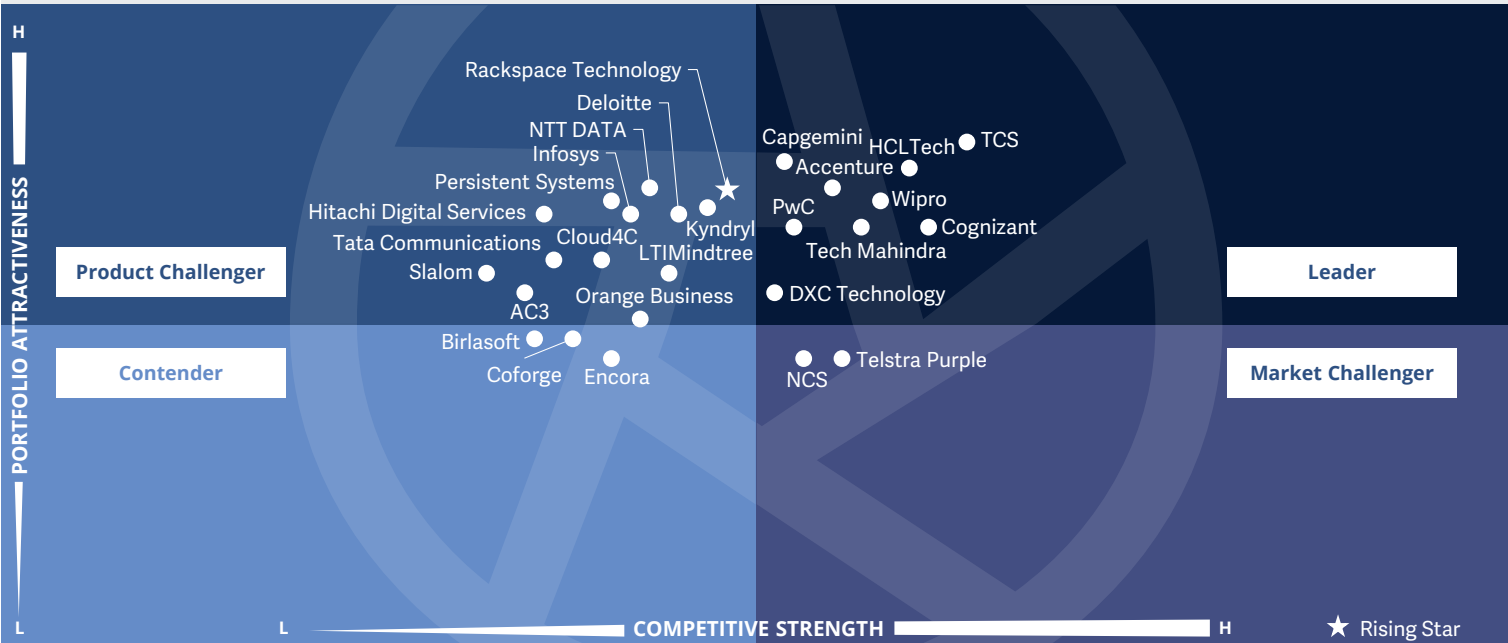 H
Rackspace Technology
Deloitte
NTT DATA
Infosys
Persistent Systems
Hitachi Digital Services
Tata Communications
Cloud4C
Kyndryl
LTIMindtree
Slalom
Orange Business
AC3
Birlasoft
Coforge
Encora
Capgemini
HCLTech
TCS
Accenture
Wipro
PwC
Cognizant
Tech Mahindra
DXC Technology
NCS
Telstra Purple
Product Challenger
Leader
Contender
Market Challenger
PORTFOLIO ATTRACTIVENESS
L
L
COMPETITIVE STRENGTH
H
Rising Star